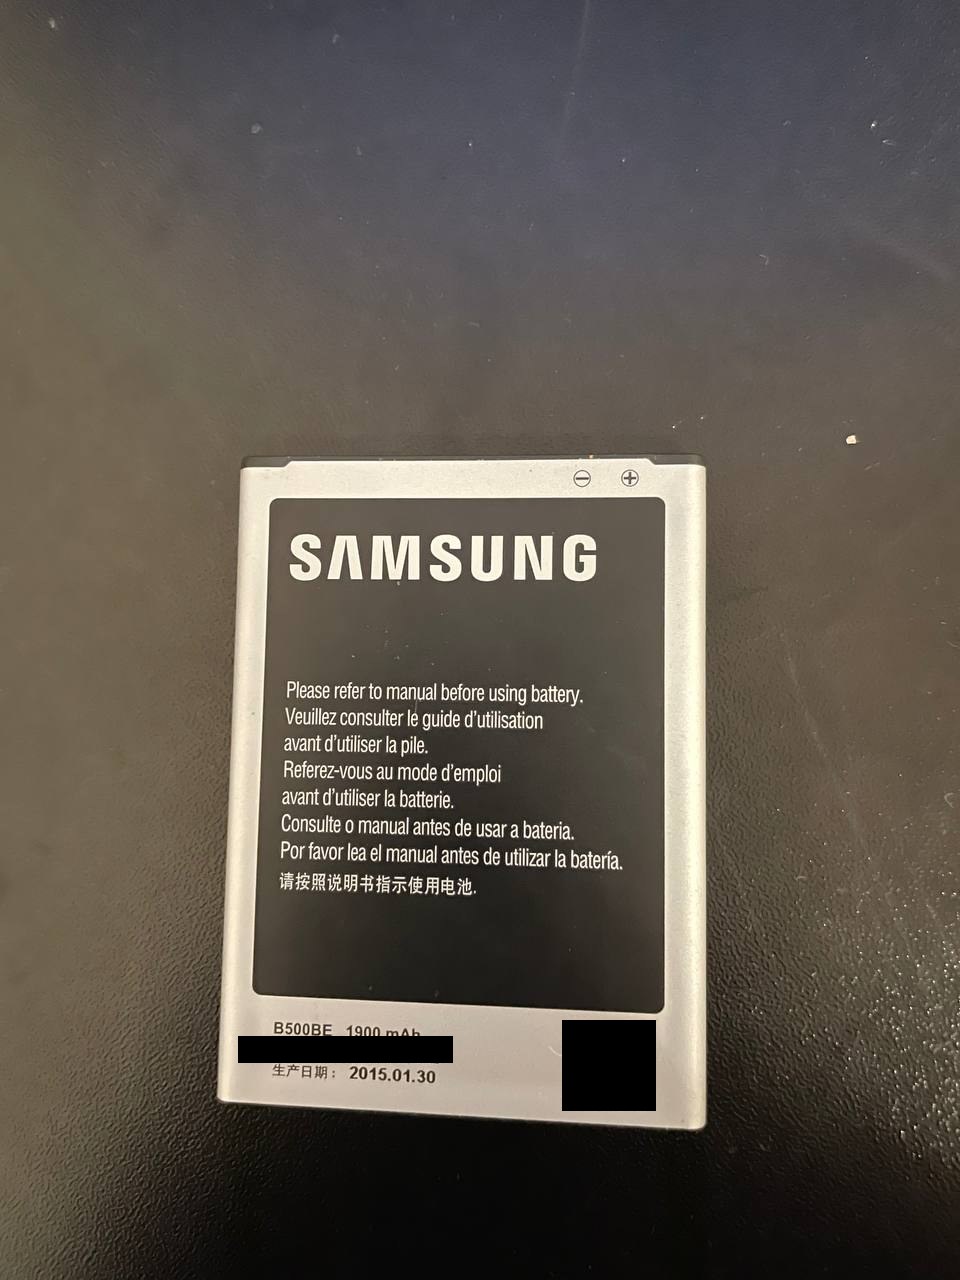 SAMSUNG
Please refer to manual before using battery.
Veuillez consulter le guide d'utilisation
avant d'utiliser la pile.
Referez-vous au mode d'emploi
avant d'utiliser la batterie.
Consulte o manual antes de usar a bateria.
Por favor lea el manual antes de utilizar la batería.
请按照说明书指示使用电池.
B500BE 1900 mAh
生产日期: 2015.01.30